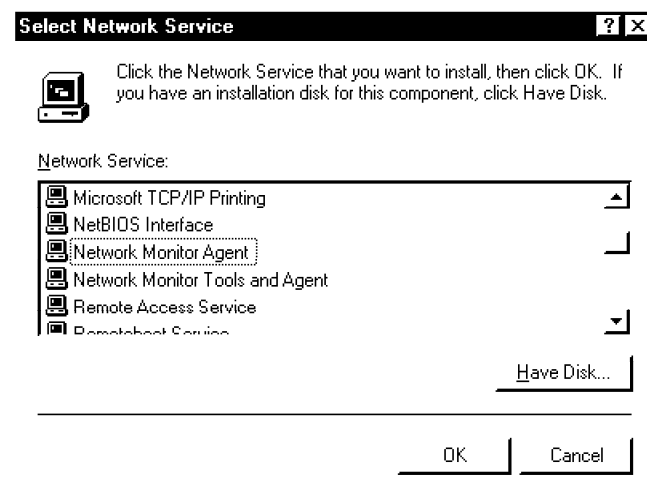 Select Network Service
Click the Network Service that you want to install, then click OK. If
you have an installation disk for this component, click Have Disk.
Network Service:
Microsoft TCP/IP Printing
NetBIOS Interface
Network Monitor Agent
Network Monitor Tools and Agent
Remote Access Service
Remoteboot Service
Have Disk...
OK
Cancel